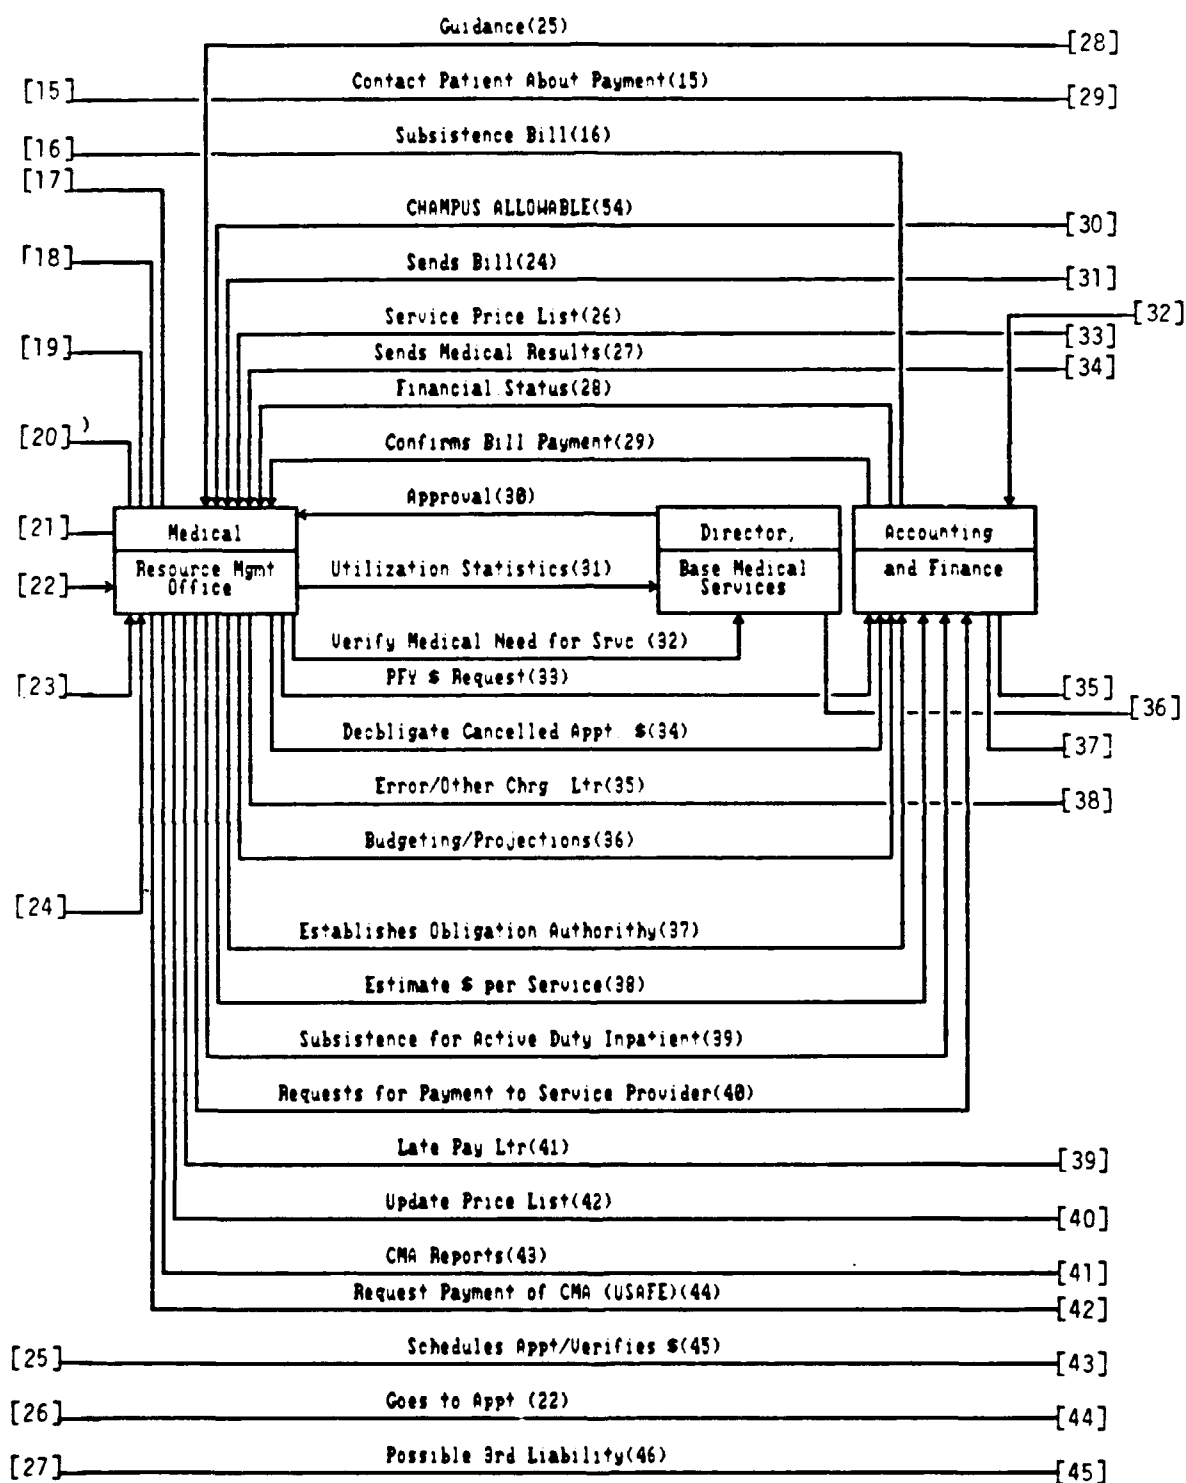 Guidance(25)
[28]
[15] Contact Patient About Payment(15) [29]
[16] Subsistence Bill(16)
[17]
CHAMPUS ALLOWABLE(54) [30]
[18] Sends Bill(24) [31]
Service Price List(26) [33] [32]
[19] Sends Medical Results(27) [34]
Financial Status(28)
[20] ) Confirms Bill Payment(29)
Approval(30)
[21] Medical Director, Accounting
[22] Resource Mgmt Office Utilization Statistics(31) Base Medical Services and Finance
Verify Medical Need for Srvc (32)
[23] PFY $ Request(33) [35]
[36]
Deobligate Cancelled Appt. $(34) [37]
Error/Other Chrg Ltr(35) [38]
Budgeting/Projections(36)
[24]
Establishes Obligation Authorithy(37)
Estimate $ per Service(38)
Subsistence for Active Duty Inpatient(39)
Requests for Payment to Service Provider(40)
Late Pay Ltr(41) [39]
Update Price List(42) [40]
CMA Reports(43) [41]
Request Payment of CMA (USAFE)(44) [42]
[25] Schedules Appt/Verifies $(45) [43]
[26] Goes to Appt (22) [44]
[27] Possible 3rd Liability(46) [45]